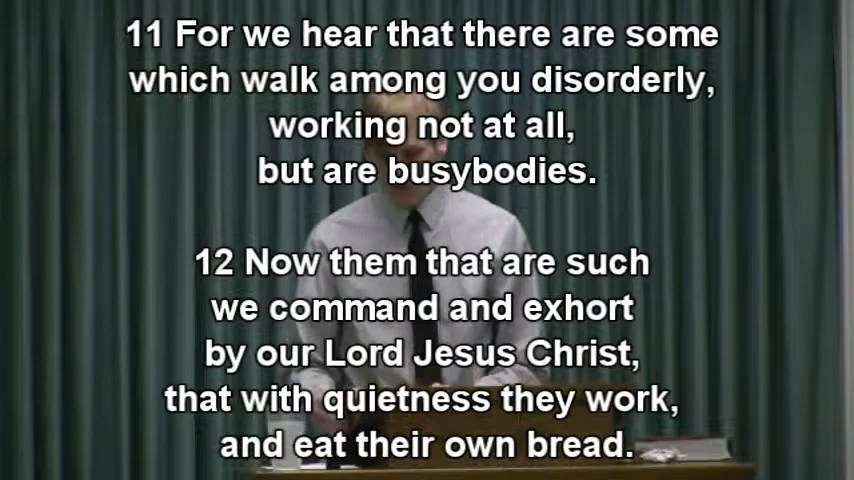 11 For we hear that there are some
which walk among you disorderly,
working not at all,
but are busybodies.
12 Now them that are such
we command and exhort
by our Lord Jesus Christ,
that with quietness they work,
and eat their own bread.